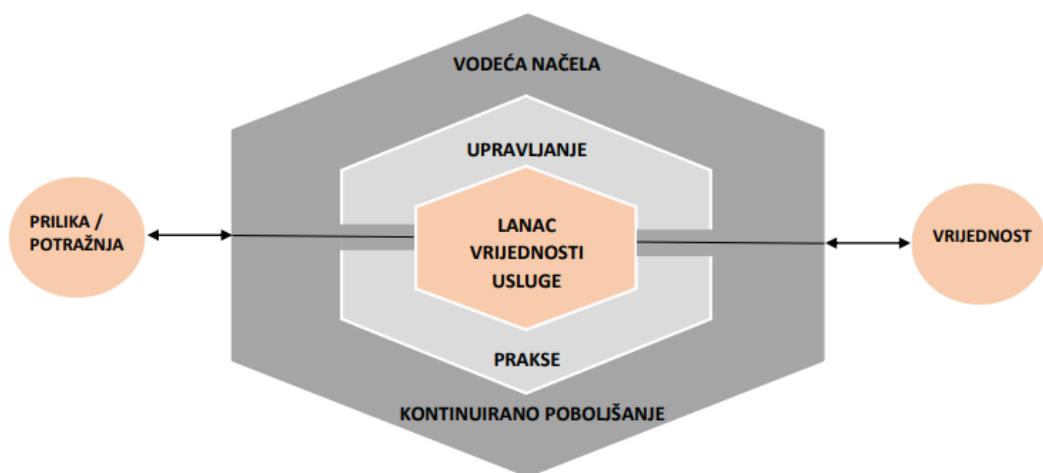 VODEĆA NAČELA
UPRAVLJANJE
PRILIKA /
POTRAŽNJA
LANAC
VRIJEDNOSTI
USLUGE
VRIJEDNOST
PRAKSE
KONTINUIRANO POBOLJŠANJE